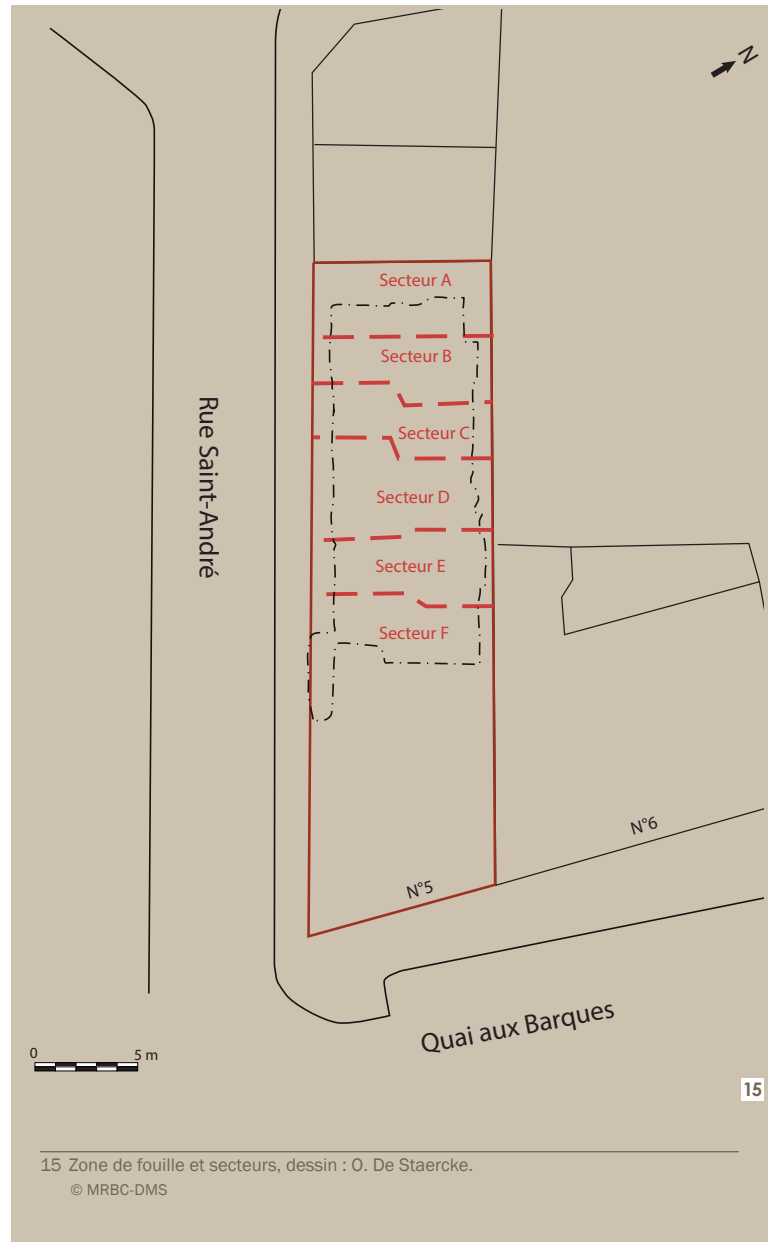 N
Secteur A
Secteur B
Secteur C
Secteur D
Secteur E
Secteur F
Rue Saint-André
N°6
N°5
Quai aux Barques
0 5 m
15
15 Zone de fouille et secteurs, dessin : O. De Staercke.
© MRBC-DMS